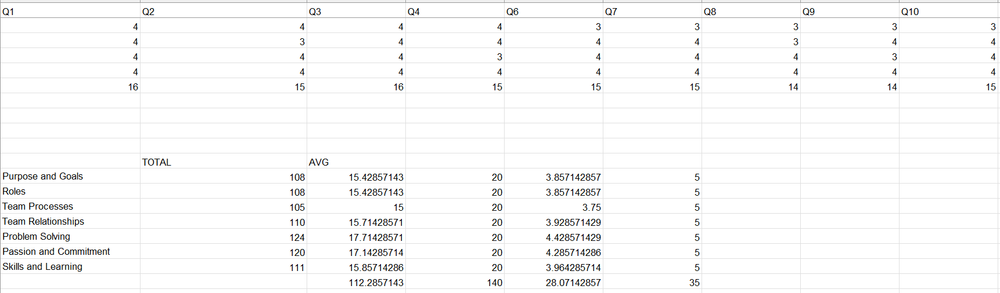 Q1 Q2 Q3 Q4 Q6 Q7 Q8 Q9 Q10
4 4 4 4 3 3 3 3 3
4 3 4 4 4 4 3 4 4
4 4 4 3 4 4 4 3 4
4 4 4 4 4 4 4 4 4
16 15 16 15 15 15 14 14 15
TOTAL AVG
Purpose and Goals 108 15.42857143 20 3.857142857 5
Roles 108 15.42857143 20 3.857142857 5
Team Processes 105 15 20 3.75 5
Team Relationships 110 15.71428571 20 3.928571429 5
Problem Solving 124 17.71428571 20 4.428571429 5
Passion and Commitment 120 17.14285714 20 4.285714286 5
Skills and Learning 111 15.85714286 20 3.964285714 5
112.2857143 140 28.07142857 35